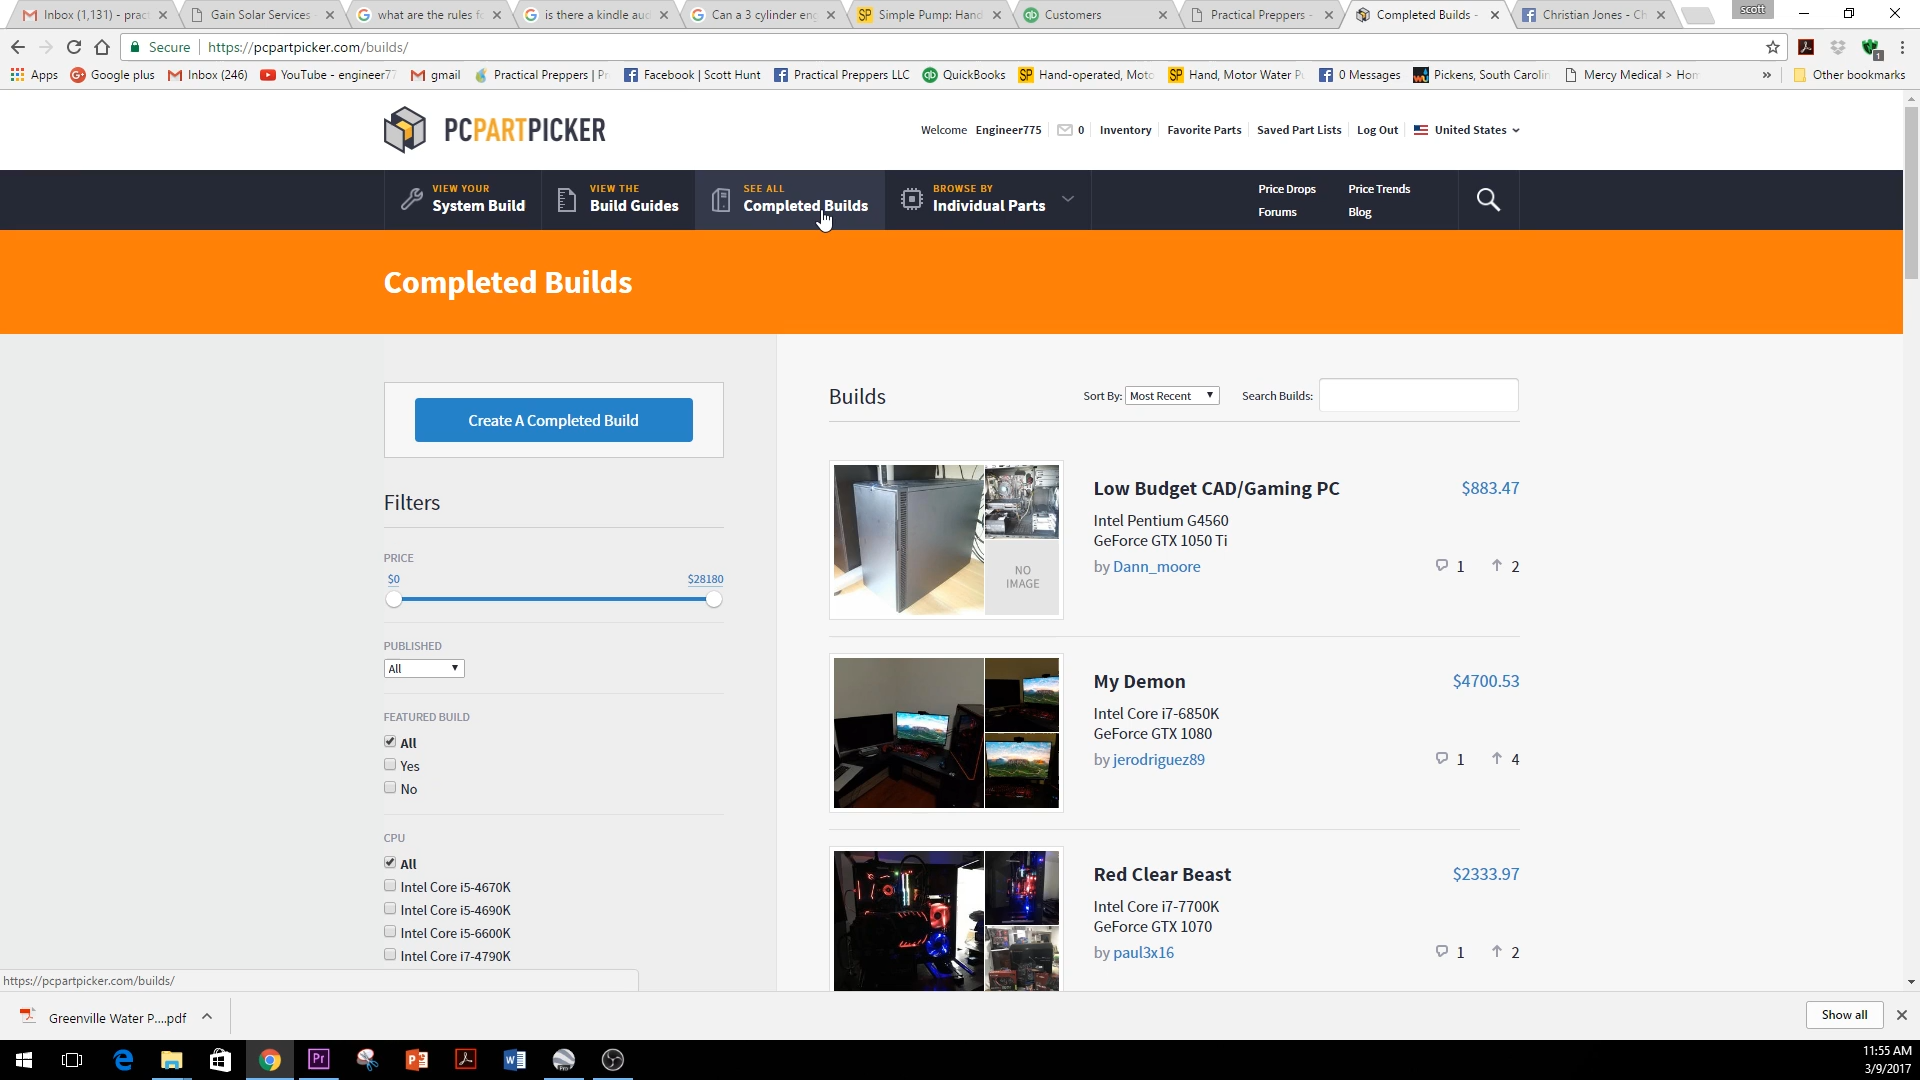 Inbox (1,131) - prac
Gain Solar Services -
what are the rules f
is there a kindle aud
Can a 3 cylinder eng
SP Simple Pump: Hand
qb Customers
Practical Preppers -
Completed Builds -
Christian Jones - Ch
scott
Secure
https://pcpartpicker.com/builds/
1
Apps
Google plus
Inbox (246)
YouTube - engineer77
gmail
Practical Preppers | P
Facebook | Scott Hunt
Practical Preppers LLC
qb QuickBooks
SP Hand-operated, Moto
SP Hand, Motor Water P
0 Messages
Pickens, South Carolin
Mercy Medical > Hom
»
Other bookmarks
PCPARTPICKER
Welcome Engineer775
0
Inventory
Favorite Parts
Saved Part Lists
Log Out
United States
VIEW YOUR
System Build
VIEW THE
Build Guides
SEE ALL
Completed Builds
BROWSE BY
Individual Parts
Price Drops
Price Trends
Forums
Blog
Completed Builds
Create A Completed Build
Filters
PRICE
$0
$28180
PUBLISHED
All
FEATURED BUILD
All
Yes
No
CPU
All
Intel Core i5-4670K
Intel Core i5-4690K
Intel Core i5-6600K
Intel Core i7-4790K
Builds
Sort By: Most Recent
Search Builds:
NO
IMAGE
Low Budget CAD/Gaming PC
$883.47
Intel Pentium G4560
GeForce GTX 1050 Ti
by Dann_moore
1
2
My Demon
$4700.53
Intel Core i7-6850K
GeForce GTX 1080
by jerodriguez89
1
4
Red Clear Beast
$2333.97
Intel Core i7-7700K
GeForce GTX 1070
by paul3x16
1
2
https://pcpartpicker.com/builds/
Greenville Water P....pdf
Show all
Pr
11:55 AM
3/9/2017